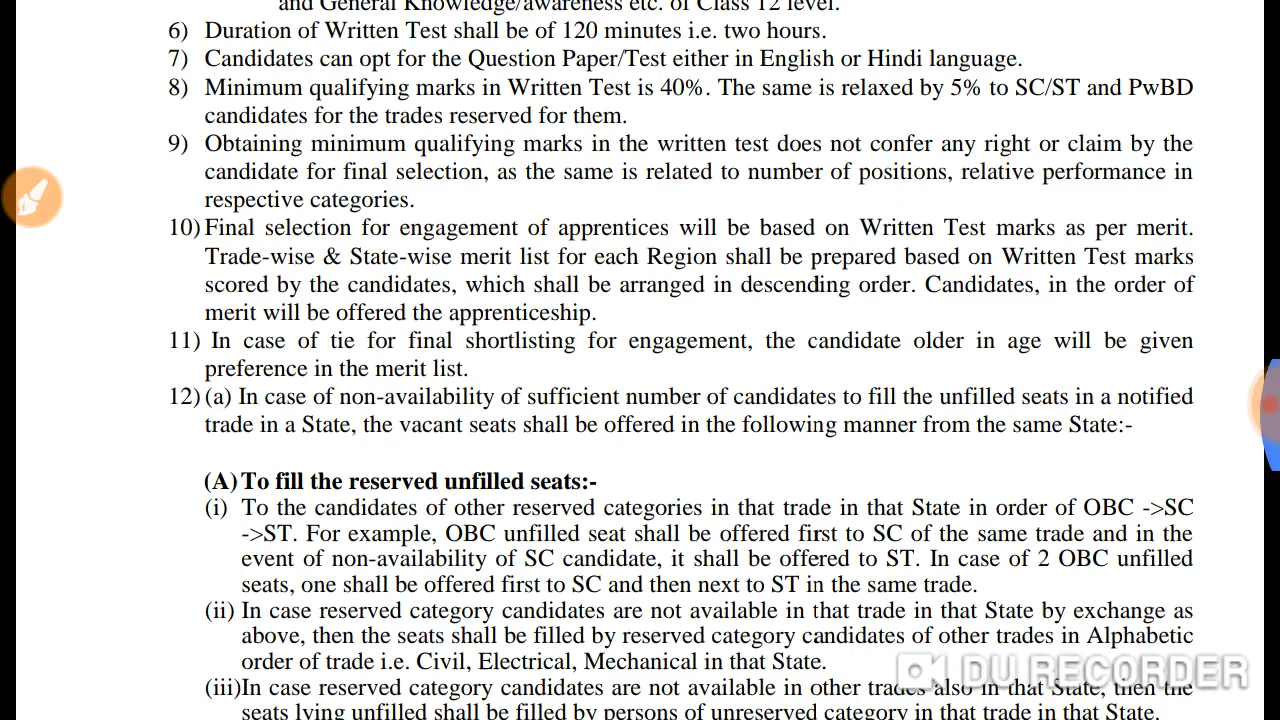 and General Knowledge/awareness etc. of Class 12 level.
6) Duration of Written Test shall be of 120 minutes i.e. two hours.
7) Candidates can opt for the Question Paper/Test either in English or Hindi language.
8) Minimum qualifying marks in Written Test is 40%. The same is relaxed by 5% to SC/ST and PwBD
candidates for the trades reserved for them.
9) Obtaining minimum qualifying marks in the written test does not confer any right or claim by the
candidate for final selection, as the same is related to number of positions, relative performance in
respective categories.
10) Final selection for engagement of apprentices will be based on Written Test marks as per merit.
Trade-wise & State-wise merit list for each Region shall be prepared based on Written Test marks
scored by the candidates, which shall be arranged in descending order. Candidates, in the order of
merit will be offered the apprenticeship.
11) In case of tie for final shortlisting for engagement, the candidate older in age will be given
preference in the merit list.
12) (a) In case of non-availability of sufficient number of candidates to fill the unfilled seats in a notified
trade in a State, the vacant seats shall be offered in the following manner from the same State:-
(A) To fill the reserved unfilled seats:-
(i) To the candidates of other reserved categories in that trade in that State in order of OBC ->SC
->ST. For example, OBC unfilled seat shall be offered first to SC of the same trade and in the
event of non-availability of SC candidate, it shall be offered to ST. In case of 2 OBC unfilled
seats, one shall be offered first to SC and then next to ST in the same trade.
(ii) In case reserved category candidates are not available in that trade in that State by exchange as
above, then the seats shall be filled by reserved category candidates of other trades in Alphabetic
order of trade i.e. Civil, Electrical, Mechanical in that State.
(iii)In case reserved category candidates are not available in other trades also in that State, then the
seats lying unfilled shall be filled by persons of unreserved category in that trade in that State.
DU RECORDER